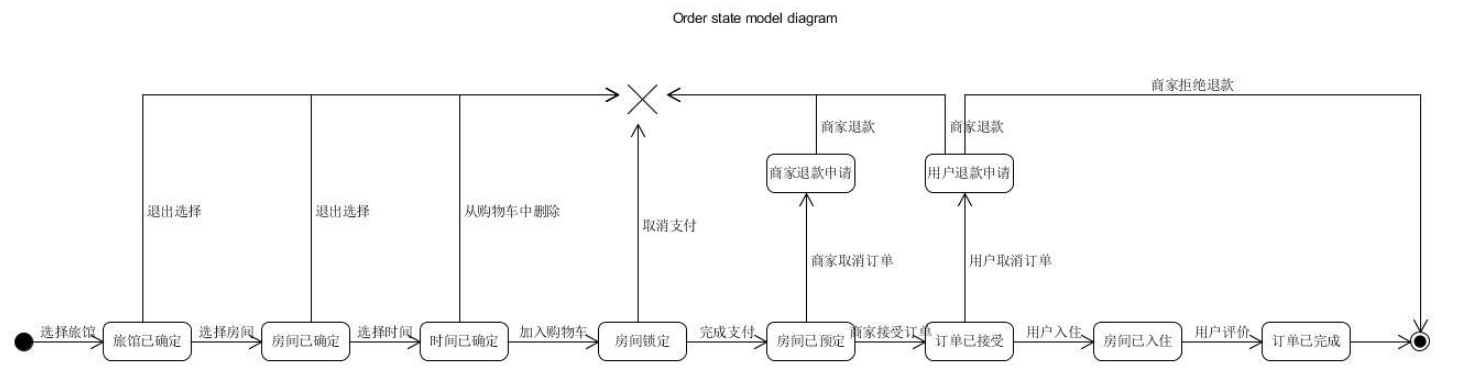 Order state model diagram
商家拒绝退款
商家退款
商家退款
商家退款申请
用户退款申请
退出选择
退出选择
从购物车中删除
取消支付
商家取消订单
用户取消订单
选择旅馆
旅馆已确定
选择房间
房间已确定
选择时间
时间已确定
加入购物车
房间锁定
完成支付
房间已预定
商家接受订单
订单已接受
用户入住
房间已入住
用户评价
订单已完成